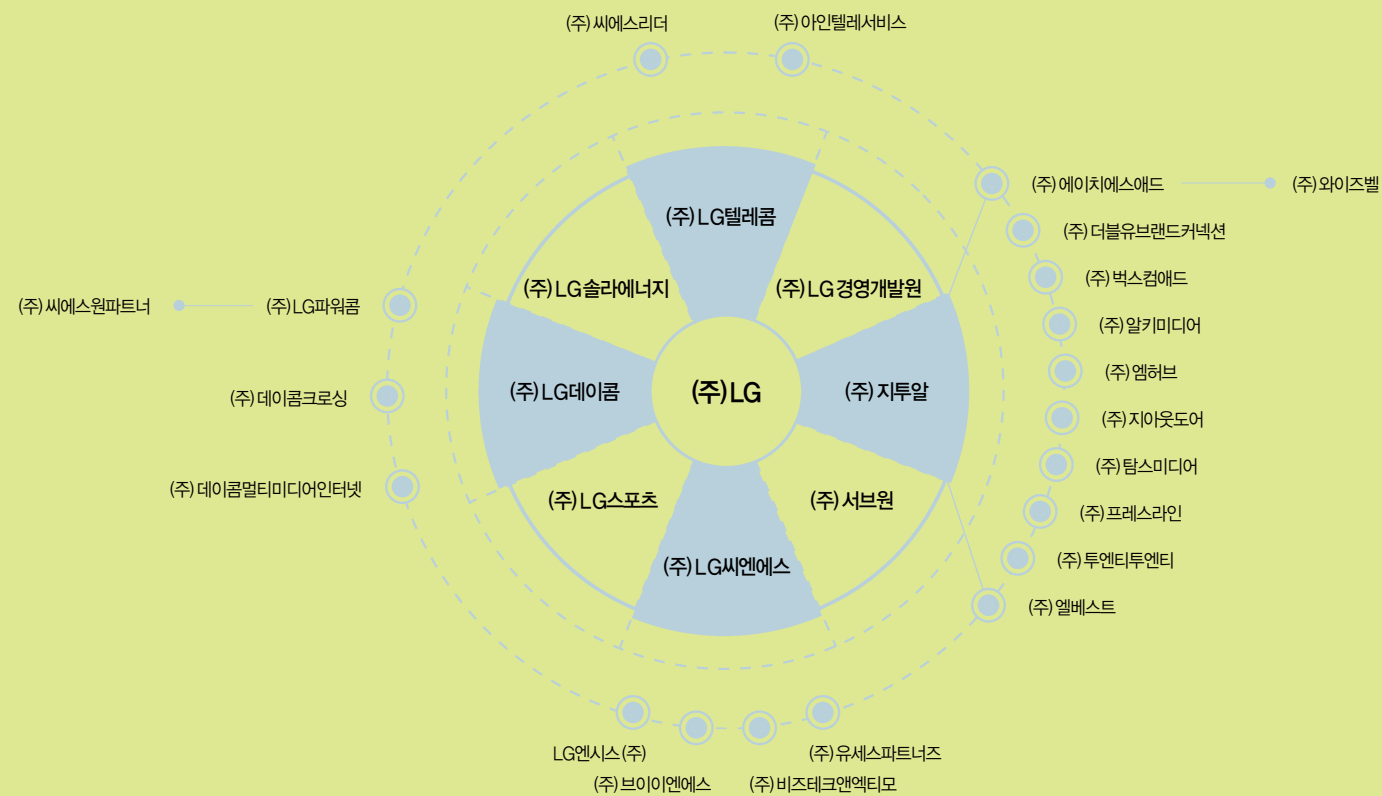 (주) 씨에스리더
(주) 아인텔레서비스
(주) LG텔레콤
(주) 에이치에스애드
(주) 와이즈벨
(주) 더블유브랜드커넥션
(주) LG솔라에너지
(주) LG경영개발원
(주) 벅스컴애드
(주) 씨에스원파트너
(주) LG파워콤
(주) 알키미디어
(주) 엠허브
(주) 데이콤크로싱
(주) LG데이콤
(주) LG
(주) 지투알
(주) 지아웃도어
(주) 탐스미디어
(주) 데이콤멀티미디어인터넷
(주) LG스포츠
(주) 서브원
(주) 프레스라인
(주) LG씨엔에스
(주) 투엔티투엔티
(주) 엘베스트
LG엔시스 (주)
(주) 유세스파트너즈
(주) 브이이엔에스
(주) 비즈테크앤엑티모